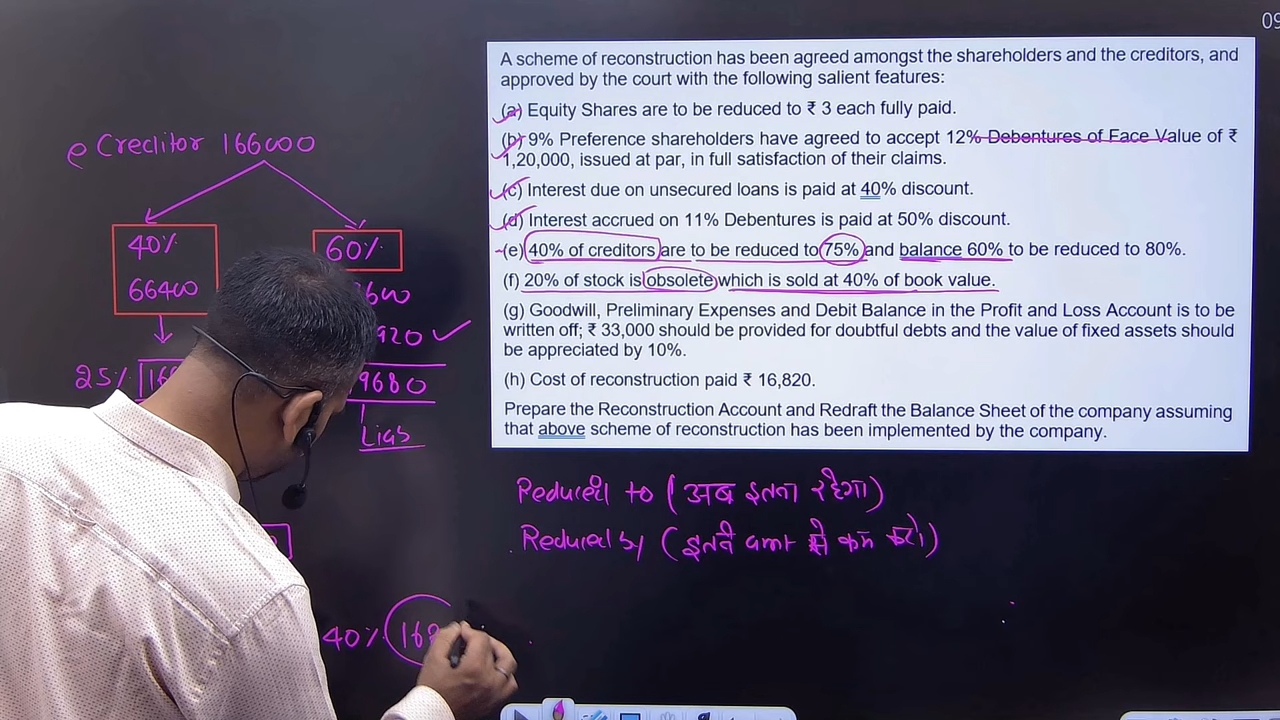 09
A scheme of reconstruction has been agreed amongst the shareholders and the creditors, and
approved by the court with the following salient features:
(a) Equity Shares are to be reduced to ₹ 3 each fully paid.
(b) 9% Preference shareholders have agreed to accept 12% Debentures of Face Value of ₹
1,20,000, issued at par, in full satisfaction of their claims.
(c) Interest due on unsecured loans is paid at 40% discount.
(d) Interest accrued on 11% Debentures is paid at 50% discount.
(e) 40% of creditors are to be reduced to 75% and balance 60% to be reduced to 80%.
(f) 20% of stock is obsolete which is sold at 40% of book value.
(g) Goodwill, Preliminary Expenses and Debit Balance in the Profit and Loss Account is to be
written off; ₹ 33,000 should be provided for doubtful debts and the value of fixed assets should
be appreciated by 10%.
(h) Cost of reconstruction paid ₹ 16,820.
Prepare the Reconstruction Account and Redraft the Balance Sheet of the company assuming
that above scheme of reconstruction has been implemented by the company.
e Creditor 166000
40% 60%
66400 600
920
25% 16 9680
Liab
Reduced to (अब इतना रहेगा)
Reduced by (इतने amt से कम करो)
40% 168